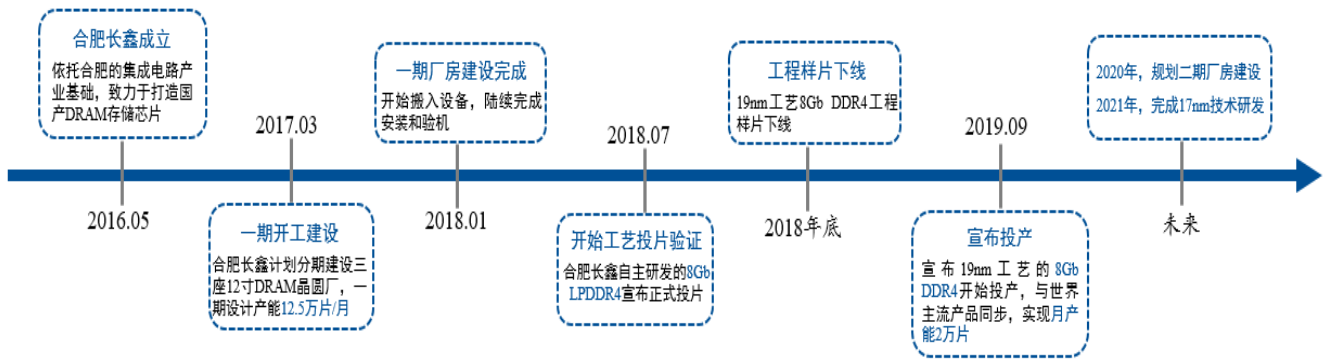 合肥长鑫成立
依托合肥的集成电路产
业基础，致力于打造国
产DRAM存储芯片
2016.05
2017.03
一期开工建设
合肥长鑫计划分期建设三
座12寸DRAM晶圆厂，一
期设计产能12.5万片/月
一期厂房建设完成
开始搬入设备，陆续完成
安装和验机
2018.01
2018.07
开始工艺投片验证
合肥长鑫自主研发的8Gb
LPDDR4宣布正式投片
工程样片下线
19nm工艺8Gb DDR4工程
样片下线
2018年底
2019.09
宣布投产
宣布19nm工艺的8Gb
DDR4开始投产，与世界
主流产品同步，实现月产
能2万片
2020年，规划二期厂房建设
2021年，完成17nm技术研发
未来